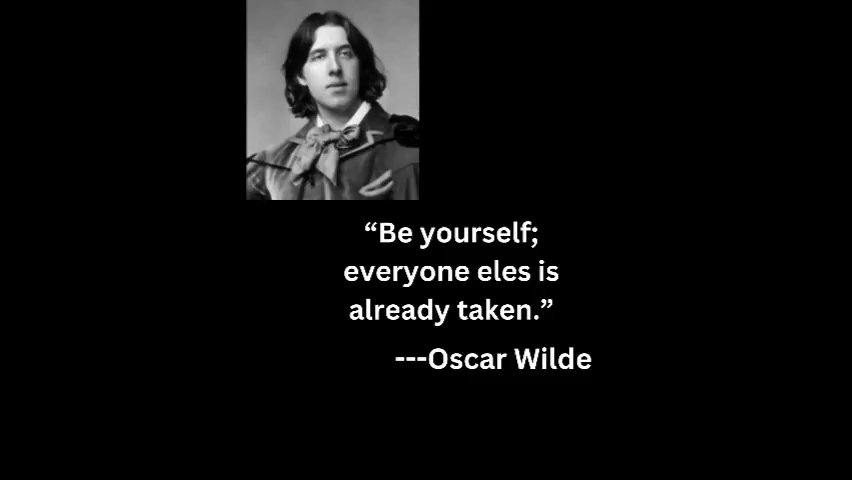 “Be yourself;
everyone eles is
already taken.”
---Oscar Wilde